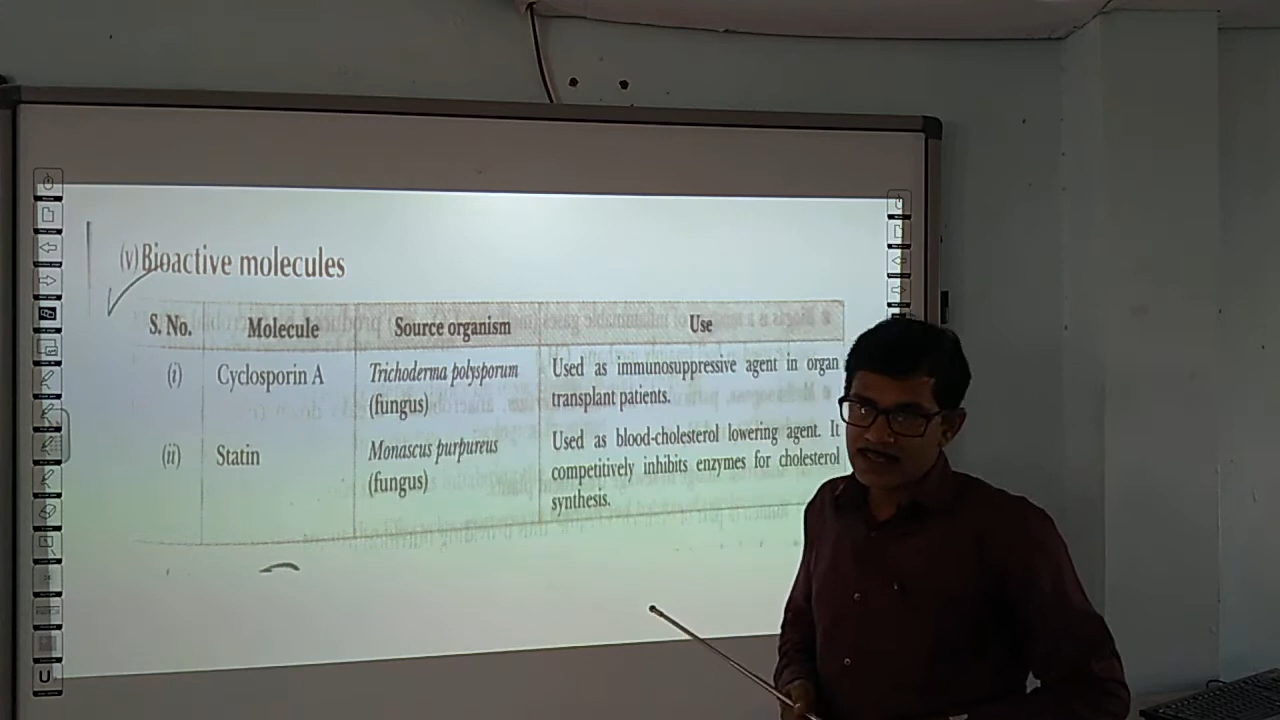 (v) Bioactive molecules
S. No. Molecule Source organism Use
(i) Cyclosporin A Trichoderma polysporum Used as immunosuppressive agent in organ
(fungus) transplant patients.
(ii) Statin Monascus purpureus Used as blood-cholesterol lowering agent. It
(fungus) competitively inhibits enzymes for cholesterol
synthesis.
U